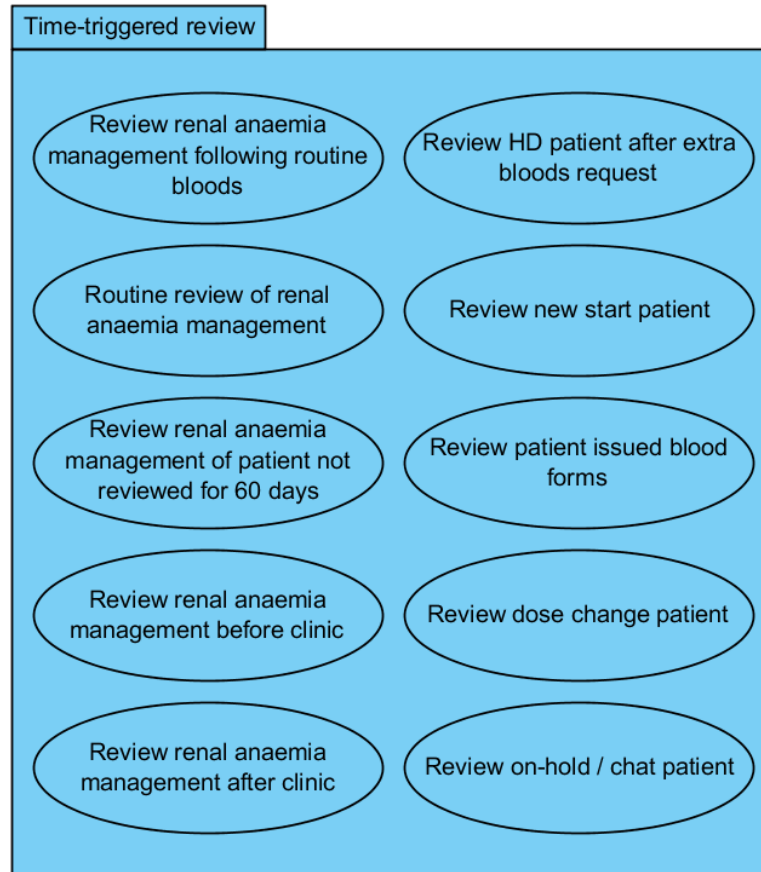 Time-triggered review
Review renal anaemia
management following routine
bloods
Review HD patient after extra
bloods request
Routine review of renal
anaemia management
Review new start patient
Review renal anaemia
management of patient not
reviewed for 60 days
Review patient issued blood
forms
Review renal anaemia
management before clinic
Review dose change patient
Review renal anaemia
management after clinic
Review on-hold / chat patient